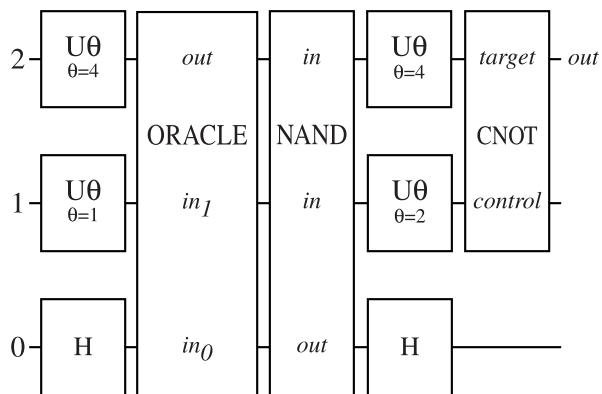 Uθ Uθ
2 θ=4 out in θ=4 target out
ORACLE NAND CNOT
Uθ Uθ
1 θ=1 in1 in θ=2 control
0 H in0 out H